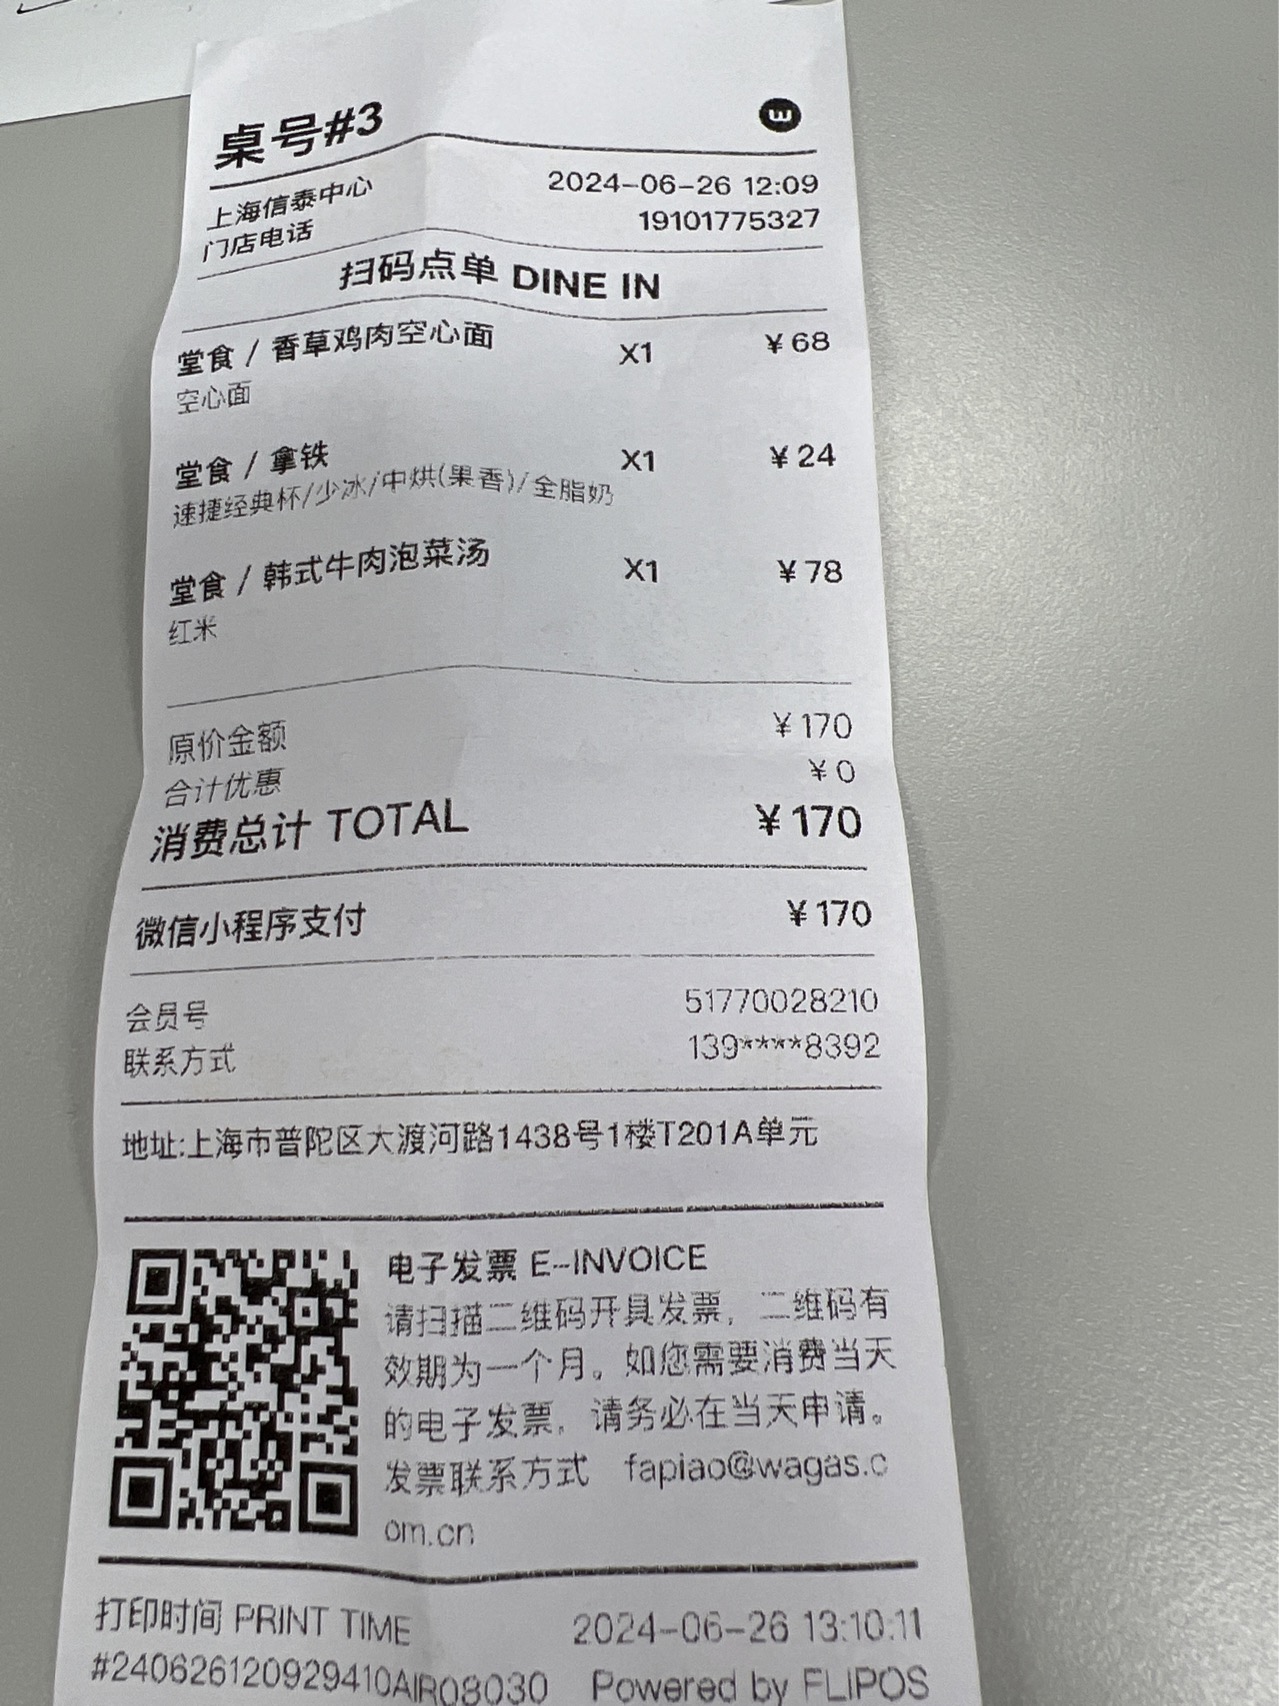 桌号#3
w
上海信泰中心 2024-06-26 12:09
门店电话 19101775327
扫码点单 DINE IN
堂食 / 香草鸡肉空心面 X1 ¥68
空心面
堂食 / 拿铁 X1 ¥24
速捷经典杯/少冰/中烘(果香)/全脂奶
堂食 / 韩式牛肉泡菜汤 X1 ¥78
红米
原价金额 ¥170
合计优惠 ¥0
消费总计 TOTAL ¥170
微信小程序支付 ¥170
会员号 51770028210
联系方式 139****8392
地址:上海市普陀区大渡河路1438号1楼T201A单元
电子发票 E-INVOICE
请扫描二维码开具发票，二维码有
效期为一个月。如您需要消费当天
的电子发票，请务必在当天申请。
发票联系方式 fapiao@wagas.c
om.cn
打印时间 PRINT TIME 2024-06-26 13:10:11
#240626120929410AIR08030 Powered by FLIPOS